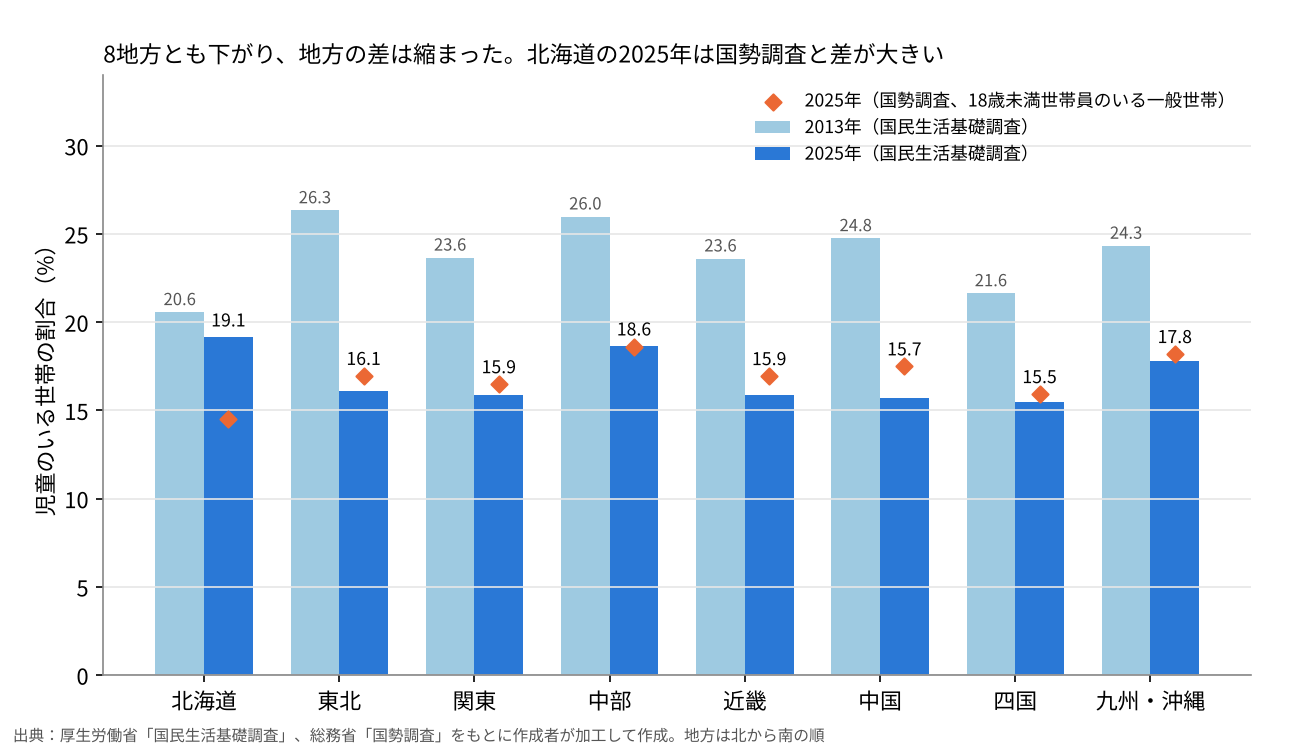 8地方とも下がり、地方の差は縮まった。北海道の2025年は国勢調査と差が大きい
2025年（国勢調査、18歳未満世帯員のいる一般世帯）
2013年（国民生活基礎調査）
2025年（国民生活基礎調査）
児童のいる世帯の割合（%）
30
25
20
15
10
5
0
20.6
19.1
26.3
16.1
23.6
15.9
26.0
18.6
23.6
15.9
24.8
15.7
21.6
15.5
24.3
17.8
北海道
東北
関東
中部
近畿
中国
四国
九州・沖縄
出典：厚生労働省「国民生活基礎調査」、総務省「国勢調査」をもとに作成者が加工して作成。地方は北から南の順